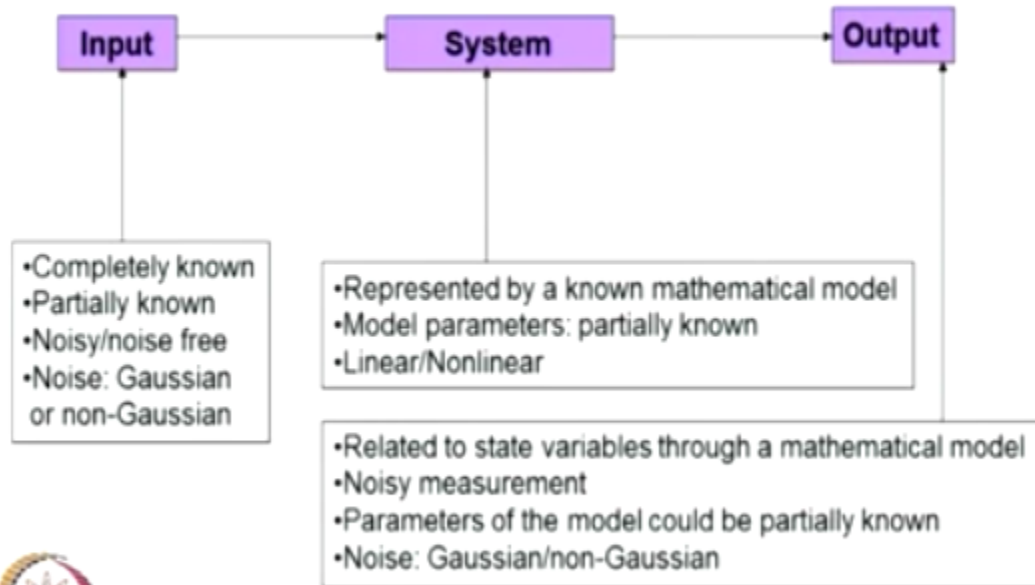 Input
System
Output
•Completely known
•Partially known
•Noisy/noise free
•Noise: Gaussian
or non-Gaussian
•Represented by a known mathematical model
•Model parameters: partially known
•Linear/Nonlinear
•Related to state variables through a mathematical model
•Noisy measurement
•Parameters of the model could be partially known
•Noise: Gaussian/non-Gaussian